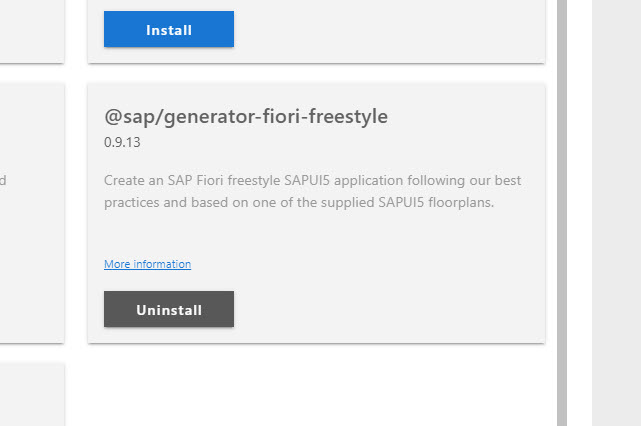 Install
@sap/generator-fiori-freestyle
0.9.13
d
Create an SAP Fiori freestyle SAPUI5 application following our best
practices and based on one of the supplied SAPUI5 floorplans.
More information
Uninstall